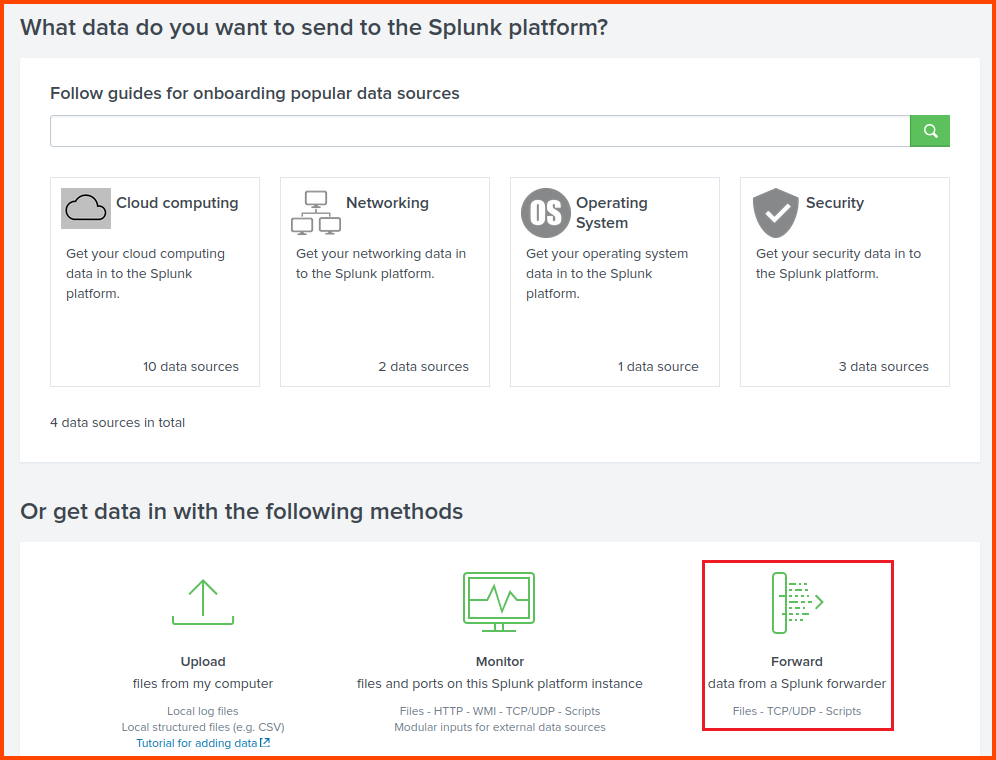 What data do you want to send to the Splunk platform?
Follow guides for onboarding popular data sources
Cloud computing
Get your cloud computing
data in to the Splunk
platform.
10 data sources
Networking
Get your networking data in
to the Splunk platform.
2 data sources
OS
Operating
System
Get your operating system
data in to the Splunk
platform.
1 data source
Security
Get your security data in to
the Splunk platform.
3 data sources
4 data sources in total
Or get data in with the following methods
Upload
files from my computer
Local log files
Local structured files (e.g. CSV)
Tutorial for adding data
Monitor
files and ports on this Splunk platform instance
Files - HTTP - WMI - TCP/UDP - Scripts
Modular inputs for external data sources
Forward
data from a Splunk forwarder
Files - TCP/UDP - Scripts